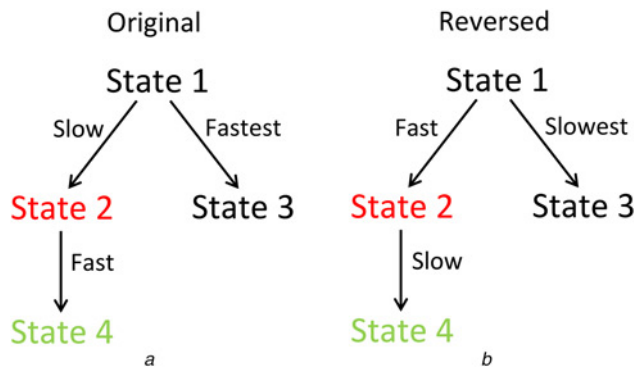 Original
State 1
Slow
Fastest
State 2
State 3
Fast
State 4
a
Reversed
State 1
Fast
Slowest
State 2
State 3
Slow
State 4
b